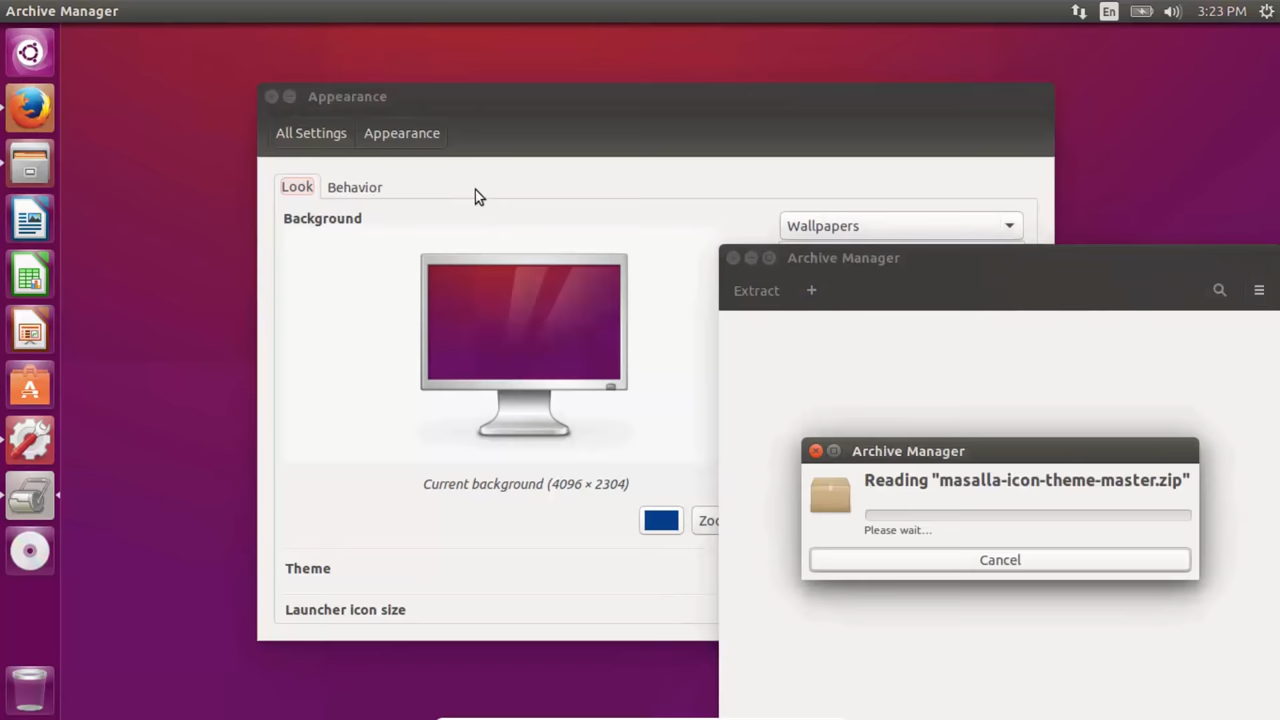 Archive Manager
En
3:23 PM
Appearance
All Settings
Appearance
Look
Behavior
Background
Wallpapers
Archive Manager
Extract
+
Archive Manager
Reading "masalla-icon-theme-master.zip"
Please wait…
Cancel
Current background (4096 × 2304)
Zoo
Theme
Launcher icon size